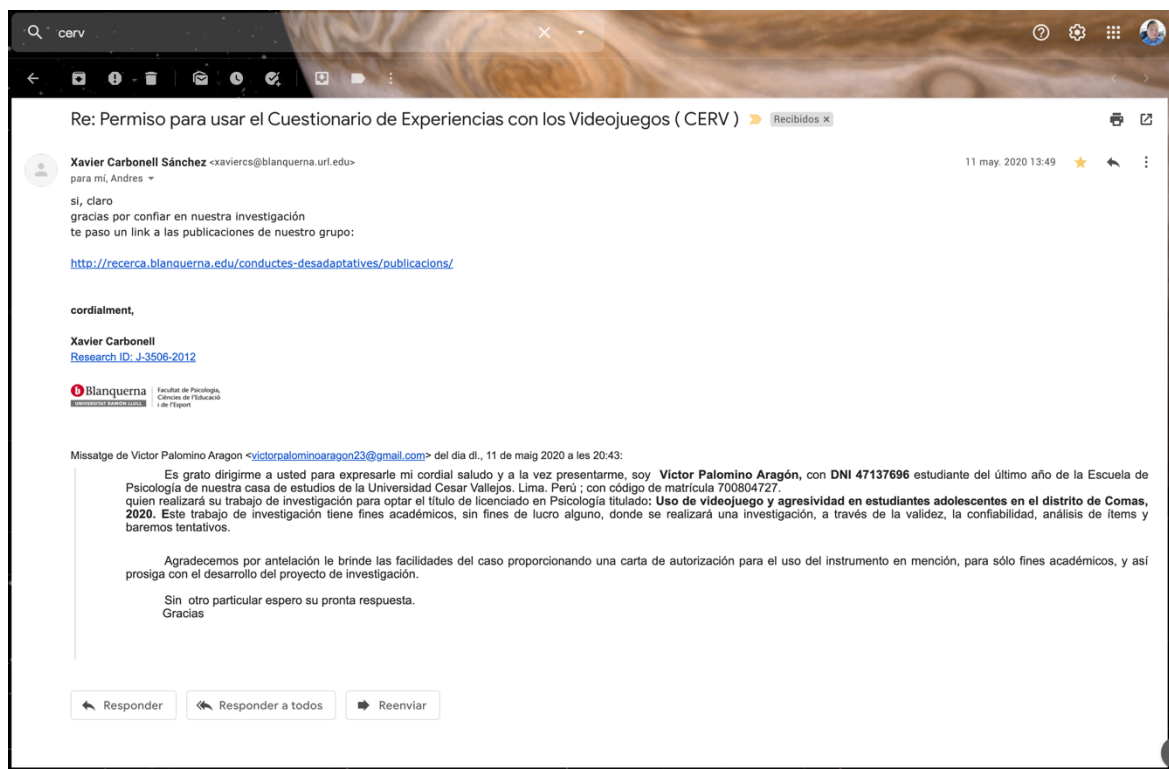 cerv
Re: Permiso para usar el Cuestionario de Experiencias con los Videojuegos ( CERV ) Recibidos x
Xavier Carbonell Sánchez <xaviercs@blanquerna.url.edu>
11 may. 2020 13:49
para mí, Andres
si, claro
gracias por confiar en nuestra investigación
te paso un link a las publicaciones de nuestro grupo:
http://recerca.blanquerna.edu/conductes-desadaptatives/publicacions/
cordialment,
Xavier Carbonell
Research ID: J-3506-2012
Blanquerna
UNIVERSITAT RAMON LLULL
Facultat de Psicologia,
Ciències de l'Educació
i de l'Esport
Missatge de Victor Palomino Aragon <victorpalominoaragon23@gmail.com> del dia dl., 11 de maig 2020 a les 20:43:
Es grato dirigirme a usted para expresarle mi cordial saludo y a la vez presentarme, soy Víctor Palomino Aragón, con DNI 47137696 estudiante del último año de la Escuela de
Psicología de nuestra casa de estudios de la Universidad Cesar Vallejos. Lima. Perú ; con código de matrícula 700804727.
quien realizará su trabajo de investigación para optar el título de licenciado en Psicología titulado: Uso de videojuego y agresividad en estudiantes adolescentes en el distrito de Comas,
2020. Este trabajo de investigación tiene fines académicos, sin fines de lucro alguno, donde se realizará una investigación, a través de la validez, la confiabilidad, análisis de ítems y
baremos tentativos.
Agradecemos por antelación le brinde las facilidades del caso proporcionando una carta de autorización para el uso del instrumento en mención, para sólo fines académicos, y así
prosiga con el desarrollo del proyecto de investigación.
Sin otro particular espero su pronta respuesta.
Gracias
Responder
Responder a todos
Reenviar